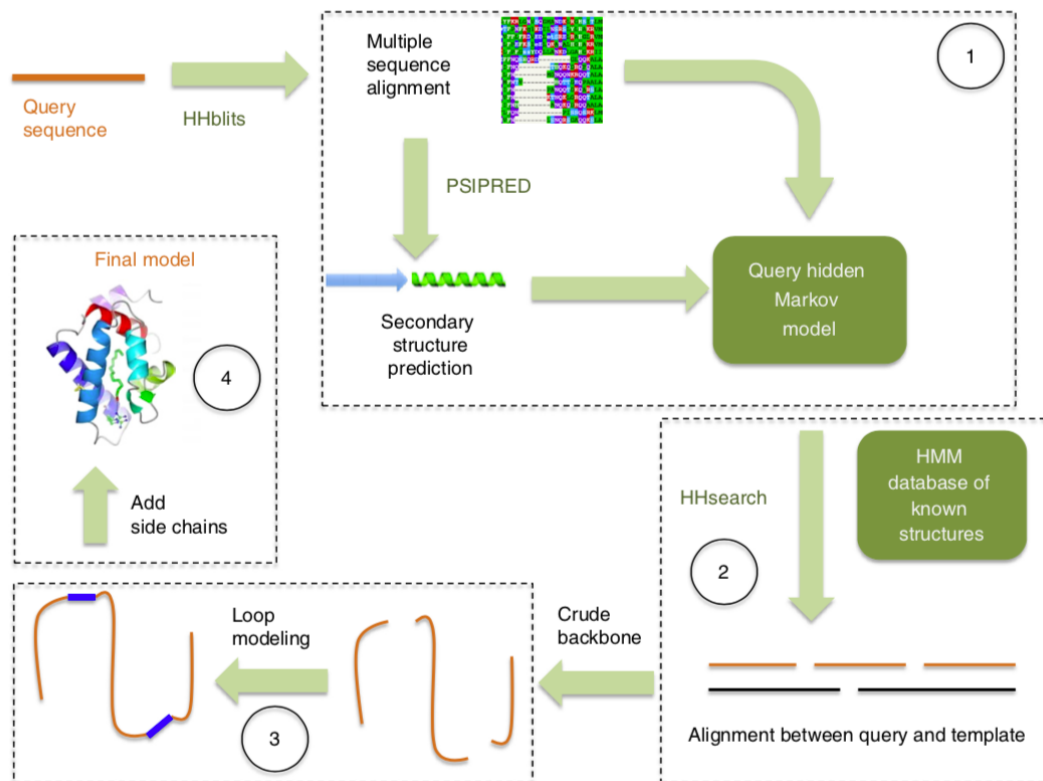 Query
sequence
HHblits
Multiple
sequence
alignment
1
PSIPRED
Secondary
structure
prediction
Query hidden
Markov
model
HHsearch
HMM
database of
known
structures
2
Alignment between query and template
Crude
backbone
Loop
modeling
3
Final model
4
Add
side chains